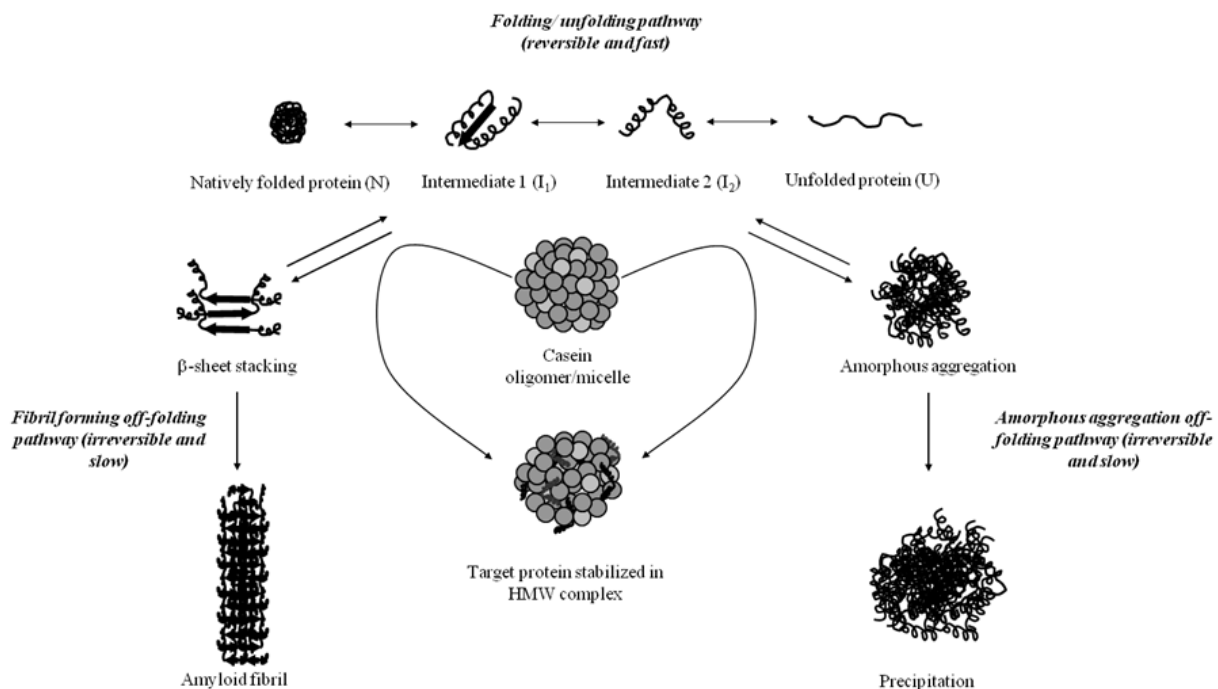 Folding/unfolding pathway
(reversible and fast)
Natively folded protein (N)
Intermediate 1 (I₁)
Intermediate 2 (I₂)
Unfolded protein (U)
β-sheet stacking
Casein
oligomer/micelle
Amorphous aggregation
Fibril forming off-folding
pathway (irreversible and
slow)
Amorphous aggregation off-
folding pathway (irreversible
and slow)
Target protein stabilized in
HMW complex
Amyloid fibril
Precipitation